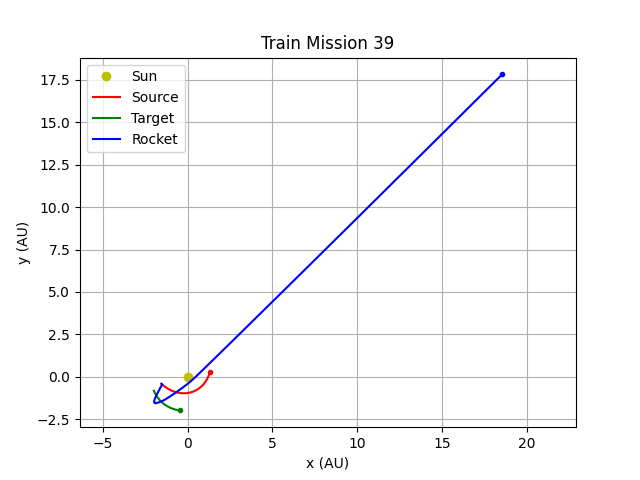 Train Mission 39
Sun
Source
Target
Rocket
17.5
15.0
12.5
10.0
7.5
5.0
2.5
0.0
−2.5
y (AU)
−5 0 5 10 15 20
x (AU)